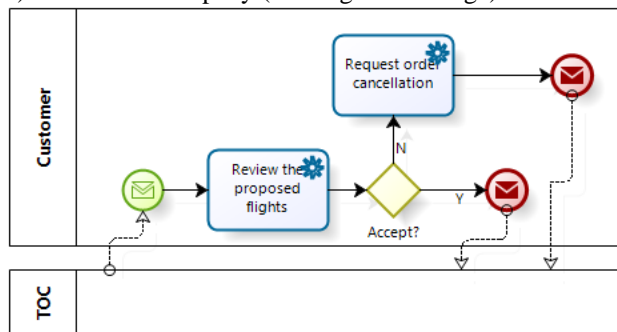 Customer
Request order
cancellation
N
Review the
proposed
flights
Y
Accept?
TOC